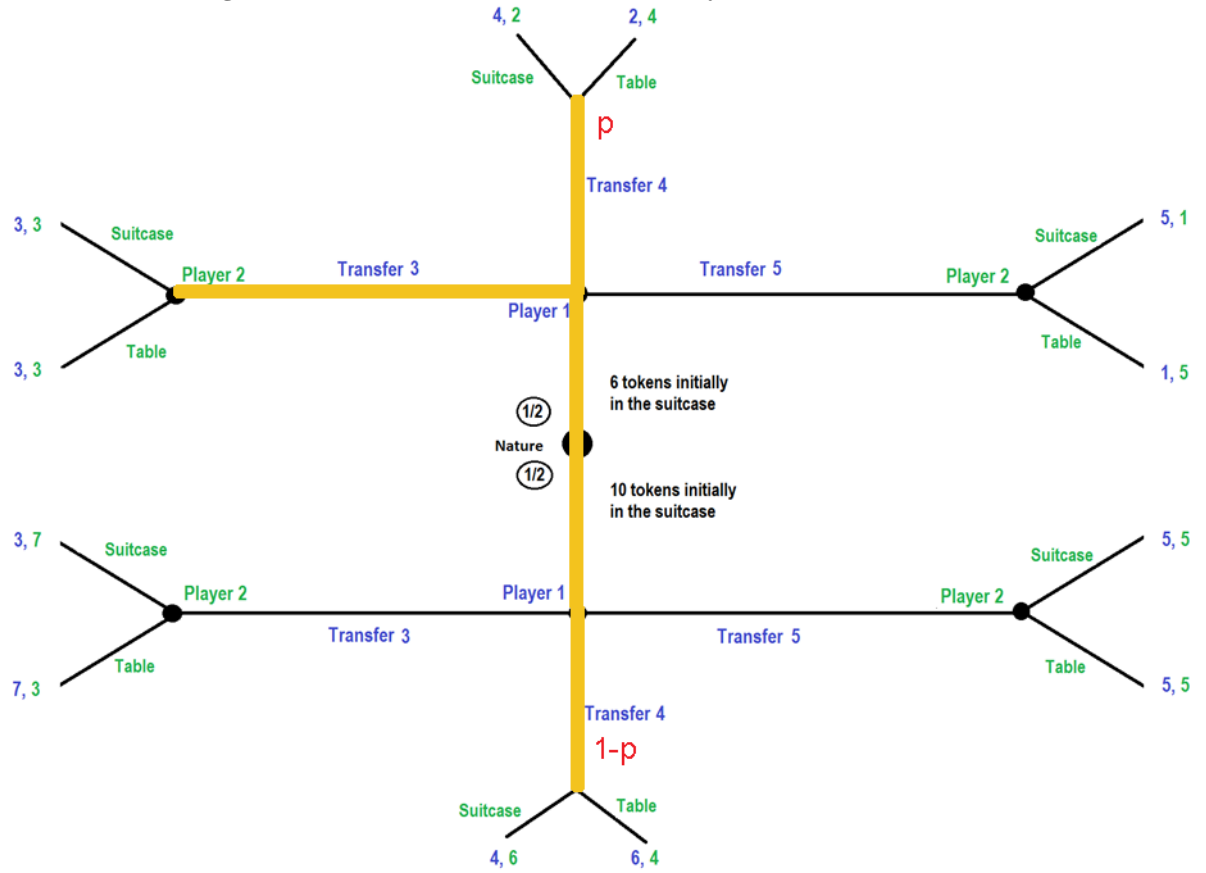 4, 2
2, 4
Suitcase
Table
p
Transfer 4
3, 3
Suitcase
5, 1
Suitcase
Player 2
Transfer 3
Transfer 5
Player 2
Player 1
Table
Table
3, 3
1, 5
6 tokens initially
in the suitcase
1/2
Nature
1/2
10 tokens initially
in the suitcase
3, 7
Suitcase
5, 5
Suitcase
Player 2
Player 1
Player 2
Transfer 3
Transfer 5
Table
Table
7, 3
5, 5
Transfer 4
1-p
Suitcase
Table
4, 6
6, 4